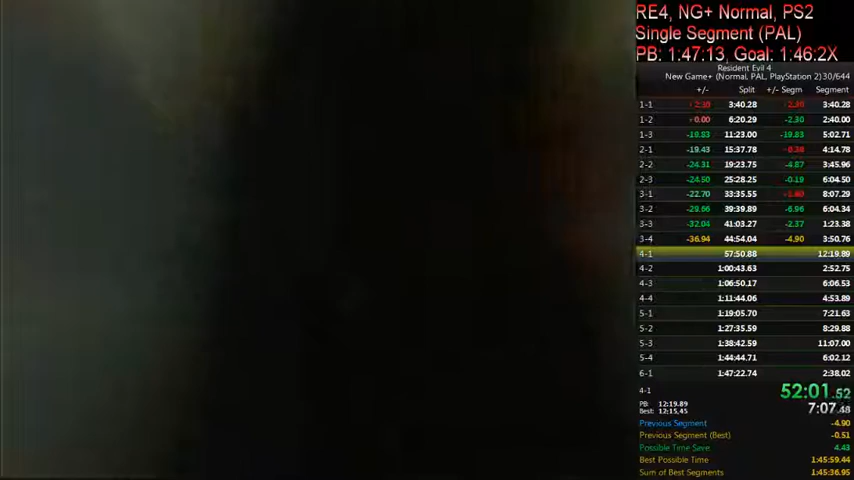 RE4, NG+ Normal, PS2
Single Segment (PAL)
PB: 1:47:13, Goal: 1:46:2X
Resident Evil 4
New Game+ (Normal, PAL, PlayStation 2) 30/644
+/- Split +/- Segm Segment
1-1 +2.30 3:40.28 +2.30 3:40.28
1-2 +0.00 6:20.29 -2.30 2:40.00
1-3 -19.83 11:23.00 -19.83 5:02.71
2-1 -19.43 15:37.78 +0.38 4:14.78
2-2 -24.31 19:23.75 -4.87 3:45.96
2-3 -24.50 25:28.25 -0.19 6:04.50
3-1 -22.70 33:35.55 +1.80 8:07.29
3-2 -29.66 39:39.89 -6.96 6:04.34
3-3 -32.04 41:03.27 -2.37 1:23.38
3-4 -36.94 44:54.04 -4.90 3:50.76
4-1 57:50.88 12:19.89
4-2 1:00:43.63 2:52.75
4-3 1:06:50.17 6:06.53
4-4 1:11:44.06 4:53.89
5-1 1:19:05.70 7:21.63
5-2 1:27:35.59 8:29.88
5-3 1:38:42.59 11:07.00
5-4 1:44:44.71 6:02.12
6-1 1:47:22.74 2:38.02
4-1 52:01.52
PB: 12:19.89
Best: 12:15.45 7:07.48
Previous Segment -4.90
Previous Segment (Best) -0.51
Possible Time Save 4.43
Best Possible Time 1:45:59.44
Sum of Best Segments 1:45:36.95